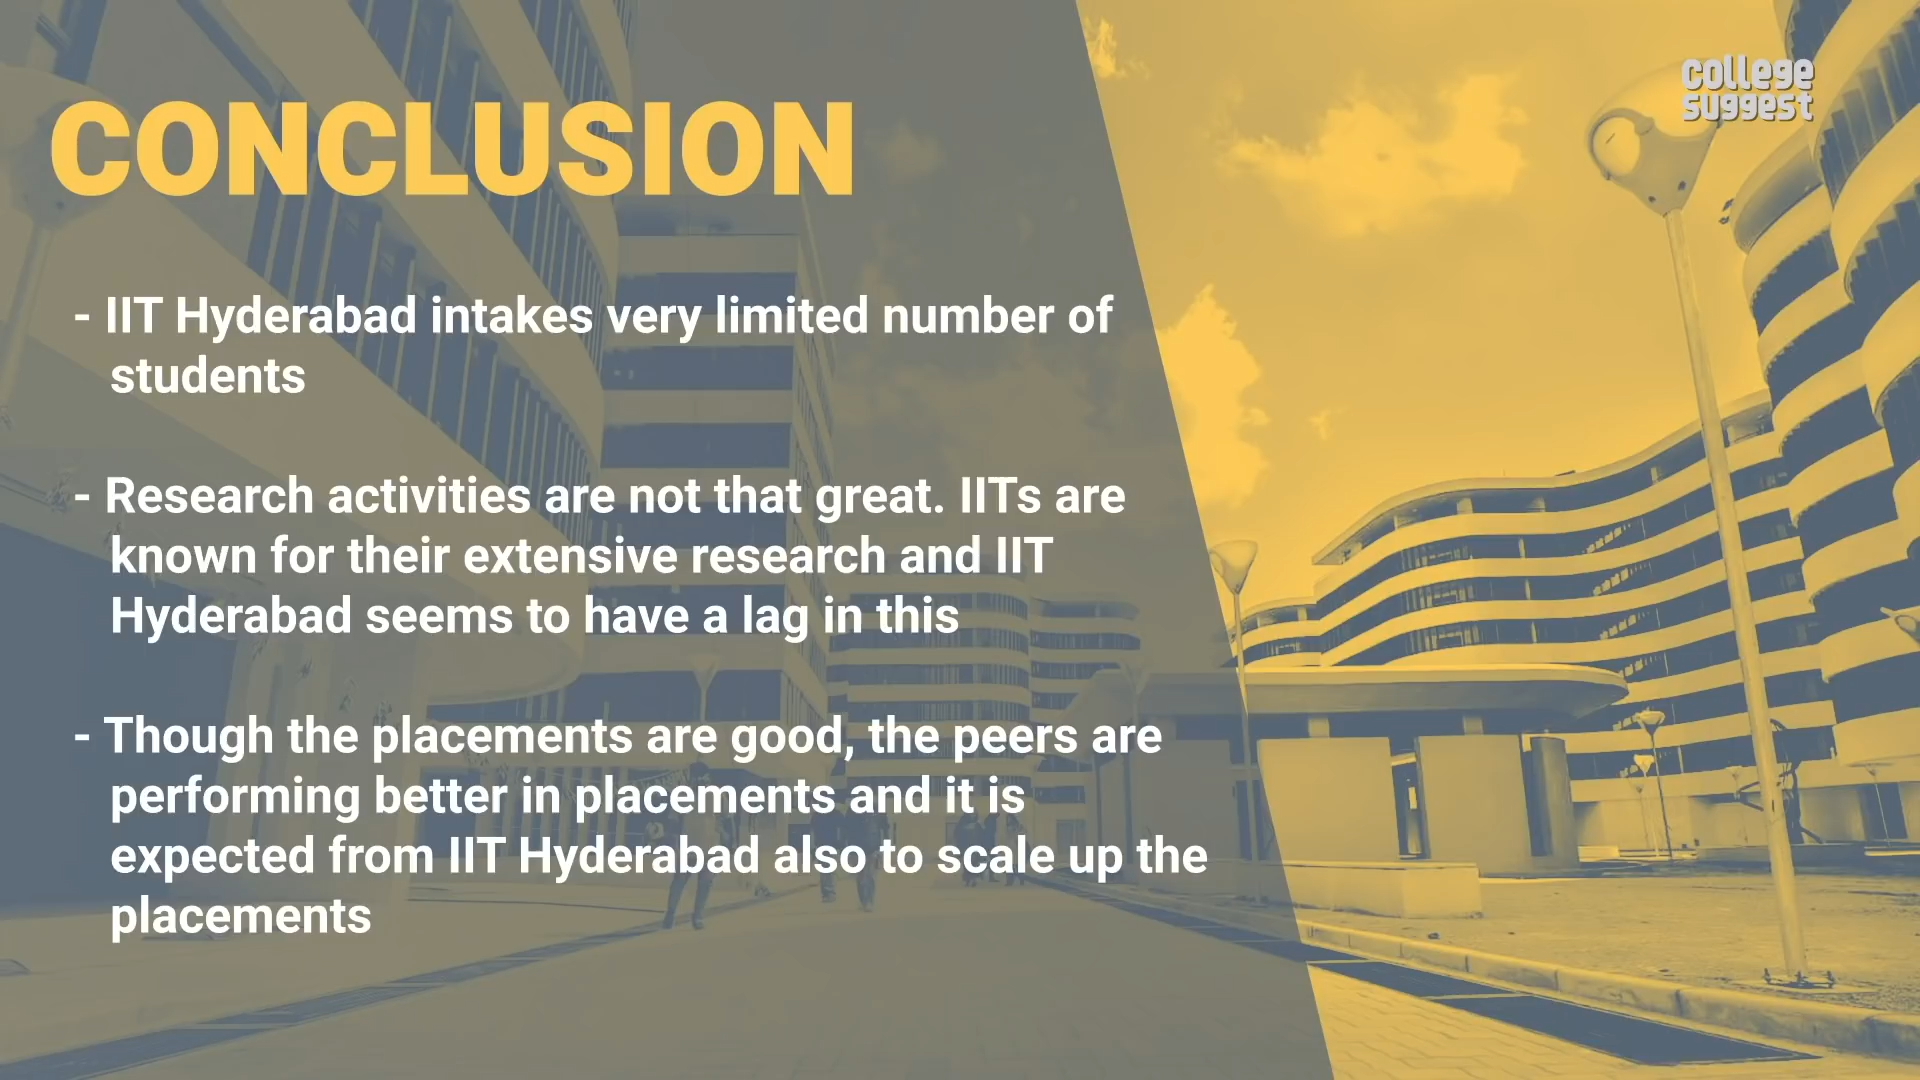 college
suggest
CONCLUSION
- IIT Hyderabad intakes very limited number of
students
- Research activities are not that great. IITs are
known for their extensive research and IIT
Hyderabad seems to have a lag in this
- Though the placements are good, the peers are
performing better in placements and it is
expected from IIT Hyderabad also to scale up the
placements